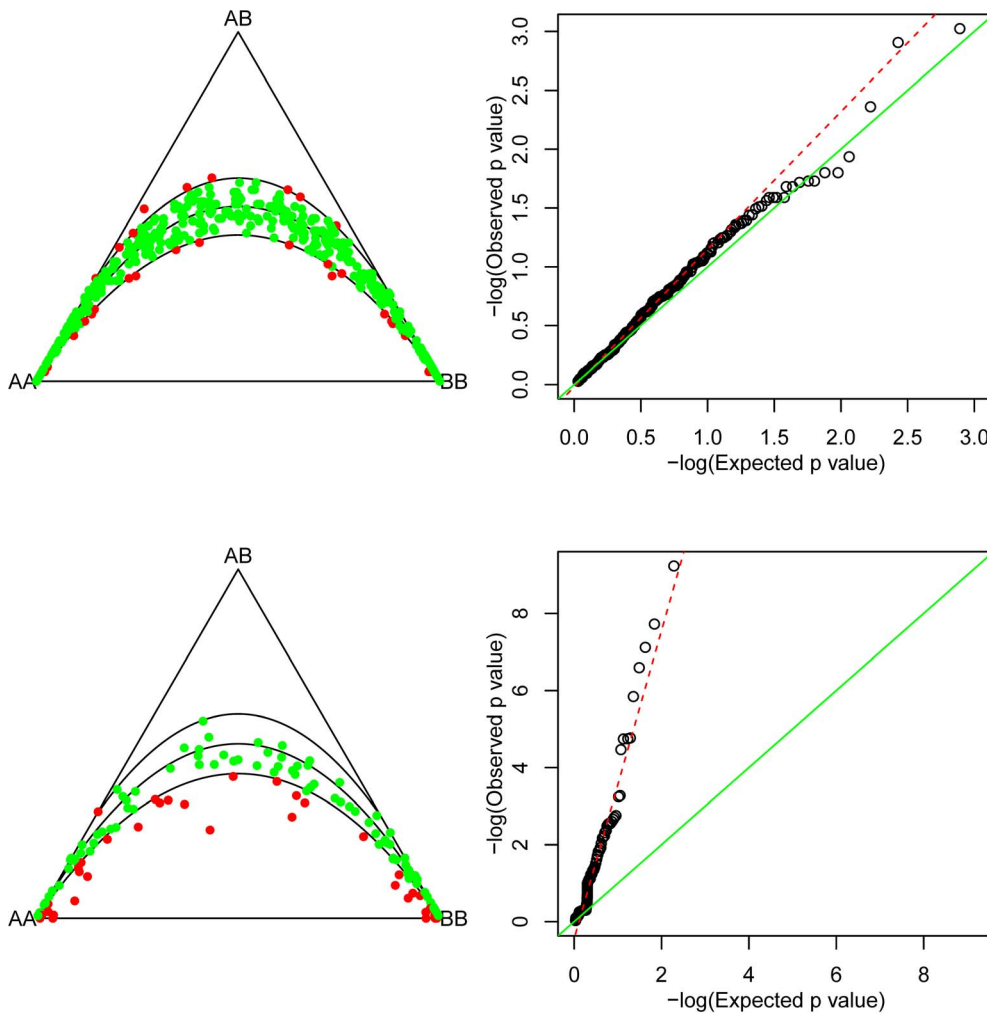 AB
AA
BB
−log(Observed p value)
3.0
2.5
2.0
1.5
1.0
0.5
0.0
0.0 0.5 1.0 1.5 2.0 2.5 3.0
−log(Expected p value)
AB
AA
BB
−log(Observed p value)
8
6
4
2
0
0 2 4 6 8
−log(Expected p value)